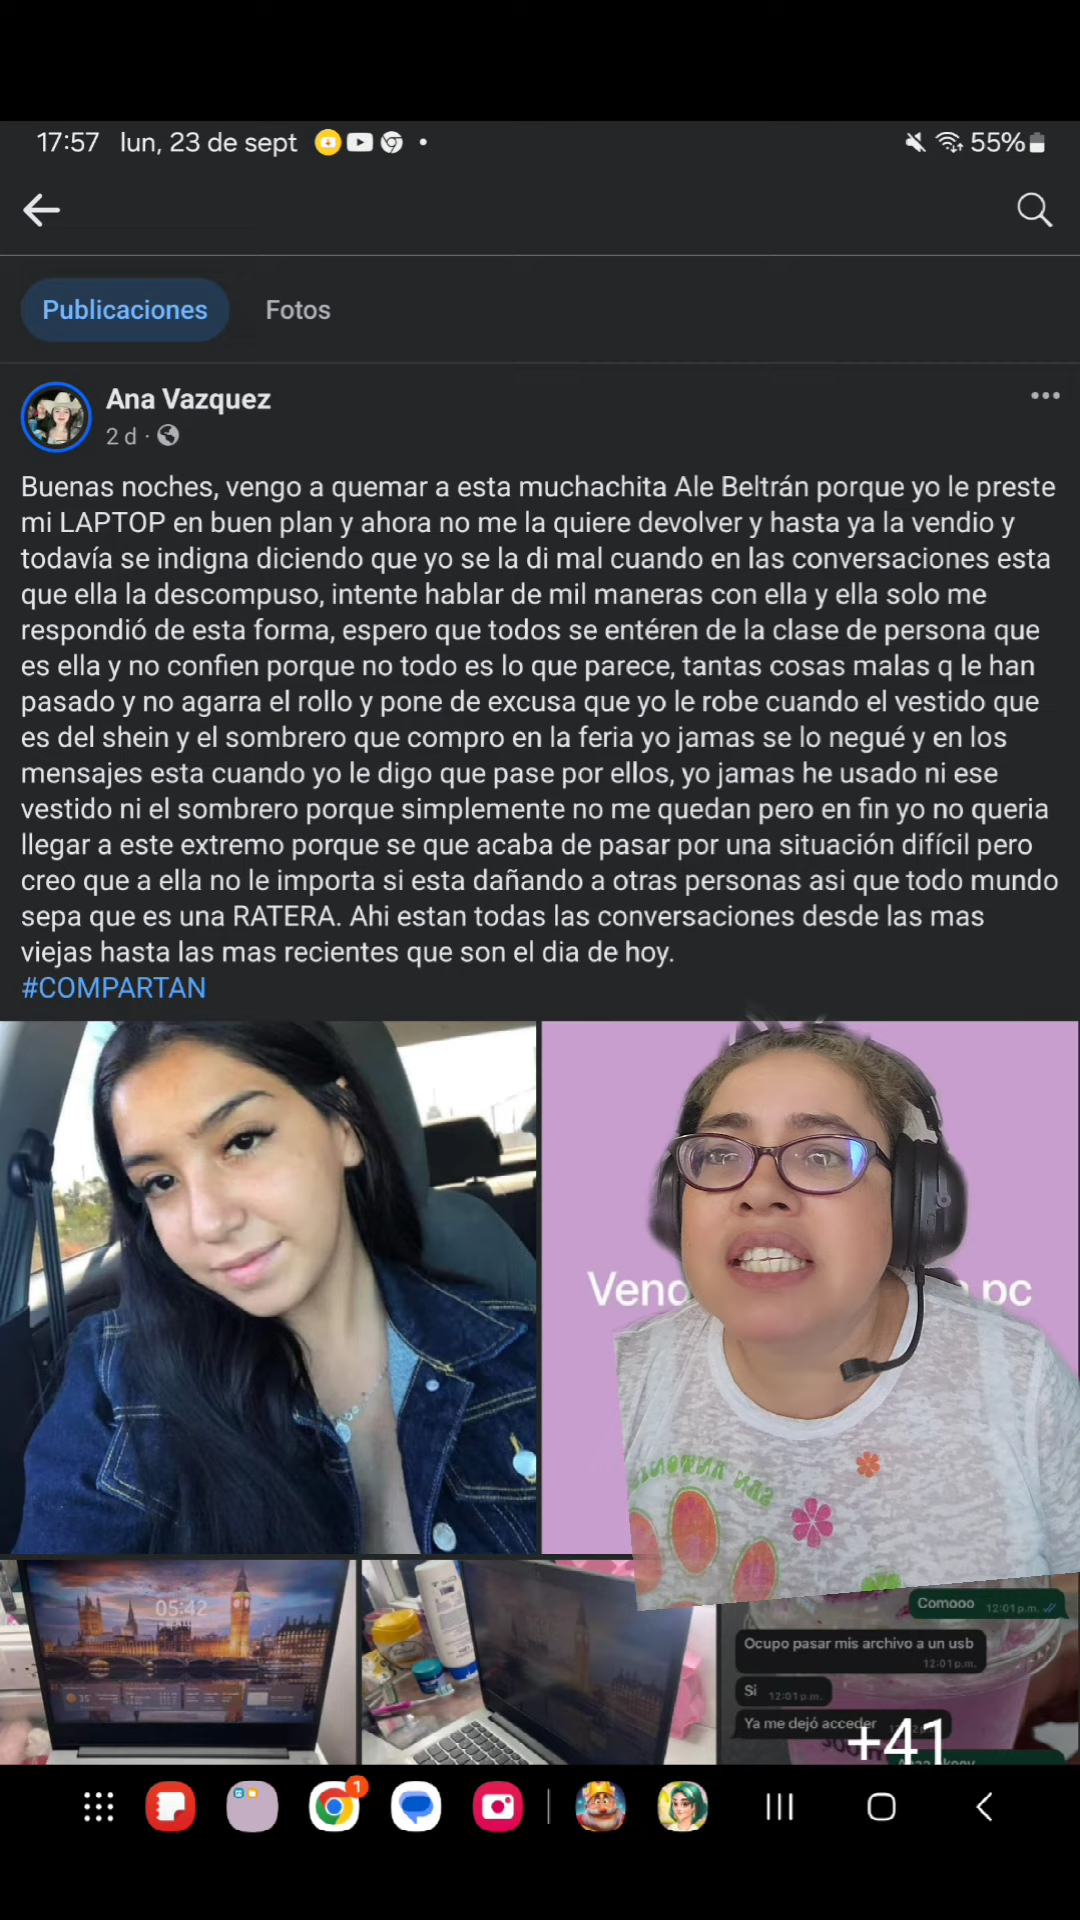 17:57 lun, 23 de sept
55%
Publicaciones Fotos
Ana Vazquez
2 d ·
Buenas noches, vengo a quemar a esta muchachita Ale Beltrán porque yo le preste
mi LAPTOP en buen plan y ahora no me la quiere devolver y hasta ya la vendio y
todavía se indigna diciendo que yo se la di mal cuando en las conversaciones esta
que ella la descompuso, intente hablar de mil maneras con ella y ella solo me
respondió de esta forma, espero que todos se entéren de la clase de persona que
es ella y no confien porque no todo es lo que parece, tantas cosas malas q le han
pasado y no agarra el rollo y pone de excusa que yo le robe cuando el vestido que
es del shein y el sombrero que compro en la feria yo jamas se lo negué y en los
mensajes esta cuando yo le digo que pase por ellos, yo jamas he usado ni ese
vestido ni el sombrero porque simplemente no me quedan pero en fin yo no queria
llegar a este extremo porque se que acaba de pasar por una situación difícil pero
creo que a ella no le importa si esta dañando a otras personas asi que todo mundo
sepa que es una RATERA. Ahi estan todas las conversaciones desde las mas
viejas hasta las mas recientes que son el dia de hoy.
#COMPARTAN
pc
05:42
Comooo 12:01 p.m.
Ocupo pasar mis archivo a un usb
12:01 p.m.
Si 12:01 p.m.
Ya me dejó acceder
+41
1